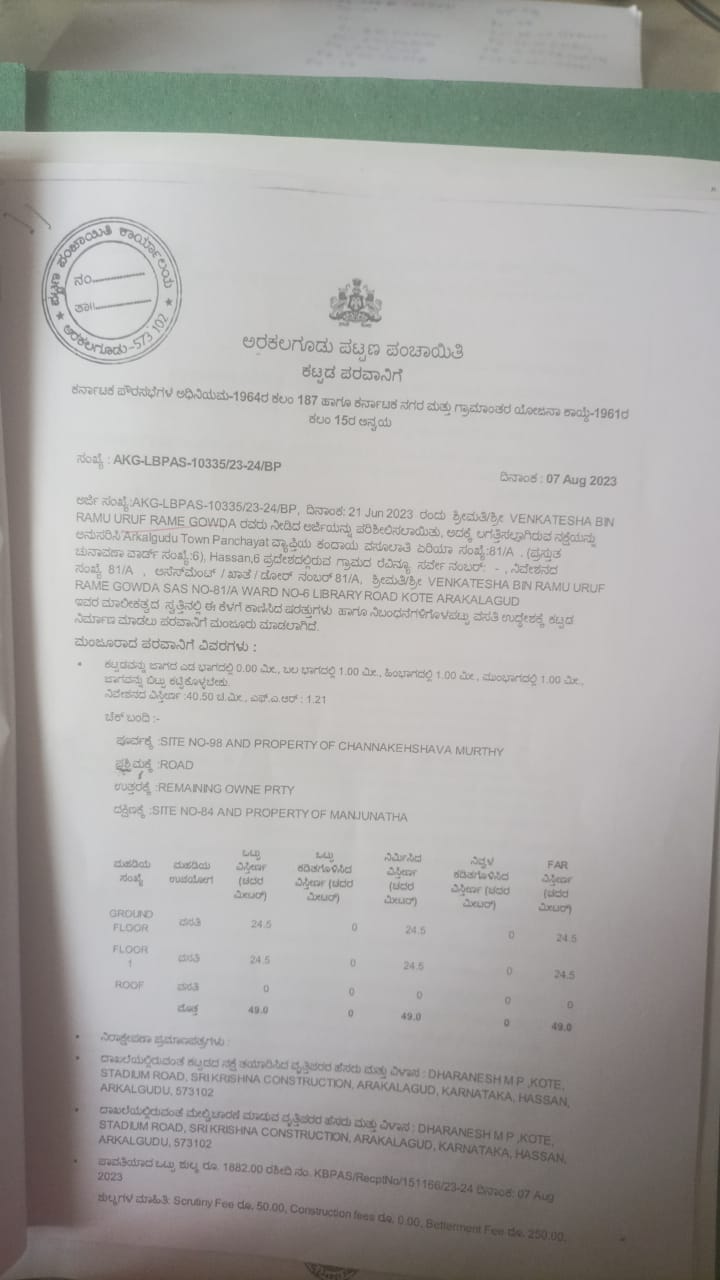 ಪಟ್ಟಣ ಪಂಚಾಯಿತಿ ಕಾರ್ಯಾಲಯ
ನಂ
ತಾ॥
ಅರಕಲಗೂಡು-573 102
ಅರಕಲಗೂಡು ಪಟ್ಟಣ ಪಂಚಾಯಿತಿ
ಕಟ್ಟಡ ಪರವಾನಿಗೆ
ಕರ್ನಾಟಕ ಪೌರಸಭೆಗಳ ಅಧಿನಿಯಮ-1964ರ ಕಲಂ 187 ಹಾಗೂ ಕರ್ನಾಟಕ ನಗರ ಮತ್ತು ಗ್ರಾಮಾಂತರ ಯೋಜನಾ ಕಾಯ್ದೆ-1961ರ
ಕಲಂ 15ರ ಅನ್ವಯ
ಸಂಖ್ಯೆ : AKG-LBPAS-10335/23-24/BP
ದಿನಾಂಕ : 07 Aug 2023
ಅರ್ಜಿ ಸಂಖ್ಯೆ:AKG-LBPAS-10335/23-24/BP, ದಿನಾಂಕ: 21 Jun 2023 ರಂದು ಶ್ರೀಮತಿ/ಶ್ರೀ VENKATESHA BIN
RAMU URUF RAME GOWDA ರವರು ನೀಡಿದ ಅರ್ಜಿಯನ್ನು ಪರಿಶೀಲಿಸಲಾಯಿತು, ಅದಕ್ಕೆ ಲಗತ್ತಿಸಲ್ಪಾಗಿರುವ ನಕ್ಷೆಯನ್ನು
ಅನುಸರಿಸಿ Arkalgudu Town Panchayat ವ್ಯಾಪ್ತಿಯ ಕಂದಾಯ ವಸೂಲಾತಿ ಏರಿಯಾ ಸಂಖ್ಯೆ:81/A . (ಪ್ರಸ್ತುತ
ಚುನಾವಣಾ ವಾರ್ಡ್ ಸಂಖ್ಯೆ:6), Hassan,6 ಪ್ರದೇಶದಲ್ಲಿರುವ ಗ್ರಾಮದ ರೆವಿನ್ಯೂ ಸರ್ವೇ ನಂಬರ್: - , ನಿವೇಶನದ
ಸಂಖ್ಯೆ 81/A , ಅಸೆಸ್‌ಮೆಂಟ್ / ಖಾತೆ / ಡೋರ್ ನಂಬರ್ 81/A, ಶ್ರೀಮತಿ/ಶ್ರೀ VENKATESHA BIN RAMU URUF
RAME GOWDA SAS NO-81/A WARD NO-6 LIBRARY ROAD KOTE ARAKALAGUD
ಇವರ ಮಾಲೀಕತ್ವದ ಸ್ವತ್ತಿನಲ್ಲಿ ಈ ಕೆಳಗೆ ಕಾಣಿಸಿದ ಷರತ್ತುಗಳು ಹಾಗೂ ನಿಬಂಧನೆಗಳಿಗೊಳಪಟ್ಟು ವಸತಿ ಉದ್ದೇಶಕ್ಕೆ ಕಟ್ಟಡ
ನಿರ್ಮಾಣ ಮಾಡಲು ಪರವಾನಿಗೆ ಮಂಜೂರು ಮಾಡಲಾಗಿದೆ.
ಮಂಜೂರಾದ ಪರವಾನಿಗೆ ವಿವರಗಳು :
• ಕಟ್ಟಡವನ್ನು ಜಾಗದ ಎಡ ಭಾಗದಲ್ಲಿ 0.00 ಮೀ., ಬಲ ಭಾಗದಲ್ಲಿ 1.00 ಮೀ., ಹಿಂಭಾಗದಲ್ಲಿ 1.00 ಮೀ., ಮುಂಭಾಗದಲ್ಲಿ 1.00 ಮೀ.,
ಜಾಗವನ್ನು ಬಿಟ್ಟು ಕಟ್ಟಿಕೊಳ್ಳಬೇಕು.
ನಿವೇಶನದ ವಿಸ್ತೀರ್ಣ :40.50 ಚ.ಮೀ., ಎಫ್.ಎ.ಆರ್ : 1.21
ಚೆಕ್ ಬಂದಿ :-
ಪೂರ್ವಕ್ಕೆ :SITE NO-98 AND PROPERTY OF CHANNAKEHSHAVA MURTHY
ಪಶ್ಚಿಮಕ್ಕೆ :ROAD
ಉತ್ತರಕ್ಕೆ :REMAINING OWNE PRTY
ದಕ್ಷಿಣಕ್ಕೆ :SITE NO-84 AND PROPERTY OF MANJUNATHA
ಮಹಡಿಯ ಸಂಖ್ಯೆ ಮಹಡಿಯ ಉಪಯೋಗ ಒಟ್ಟು ವಿಸ್ತೀರ್ಣ (ಚದರ ಮೀಟರ್) ಒಟ್ಟು ಕಡಿತಗೊಳಿಸಿದ ವಿಸ್ತೀರ್ಣ (ಚದರ ಮೀಟರ್) ನಿರ್ಮಿಸಿದ ವಿಸ್ತೀರ್ಣ (ಚದರ ಮೀಟರ್) ನಿವ್ವಳ ಕಡಿತಗೊಳಿಸಿದ ವಿಸ್ತೀರ್ಣ (ಚದರ ಮೀಟರ್) FAR ವಿಸ್ತೀರ್ಣ (ಚದರ ಮೀಟರ್)
GROUND FLOOR ವಸತಿ 24.5 0 24.5 0 24.5
FLOOR 1 ವಸತಿ 24.5 0 24.5 0 24.5
ROOF ವಸತಿ 0 0 0 0 0
ಮೊತ್ತ 49.0 0 49.0 0 49.0
• ನಿರಾಕ್ಷೇಪಣಾ ಪ್ರಮಾಣಪತ್ರಗಳು :
• ದಾಖಲೆಯಲ್ಲಿರುವಂತೆ ಕಟ್ಟಡದ ನಕ್ಷೆ ತಯಾರಿಸಿದ ವೃತ್ತಿಪರರ ಹೆಸರು ಮತ್ತು ವಿಳಾಸ : DHARANESH M P ,KOTE,
STADIUM ROAD, SRI KRISHNA CONSTRUCTION, ARAKALAGUD, KARNATAKA, HASSAN,
ARKALGUDU, 573102
• ದಾಖಲೆಯಲ್ಲಿರುವಂತೆ ಮೇಲ್ವಿಚಾರಣೆ ಮಾಡುವ ವೃತ್ತಿಪರರ ಹೆಸರು ಮತ್ತು ವಿಳಾಸ : DHARANESH M P ,KOTE,
STADIUM ROAD, SRI KRISHNA CONSTRUCTION, ARAKALAGUD, KARNATAKA, HASSAN,
ARKALGUDU, 573102
• ಪಾವತಿಯಾದ ಒಟ್ಟು ಶುಲ್ಕ ರೂ. 1882.00 ರಶೀದಿ ನಂ. KBPAS/RecptNo/151166/23-24 ದಿನಾಂಕ: 07 Aug
2023
ಶುಲ್ಕಗಳ ಮಾಹಿತಿ: Scrutiny Fee ರೂ. 50.00, Construction fees ರೂ. 0.00, Betterment Fee ರೂ. 250.00,